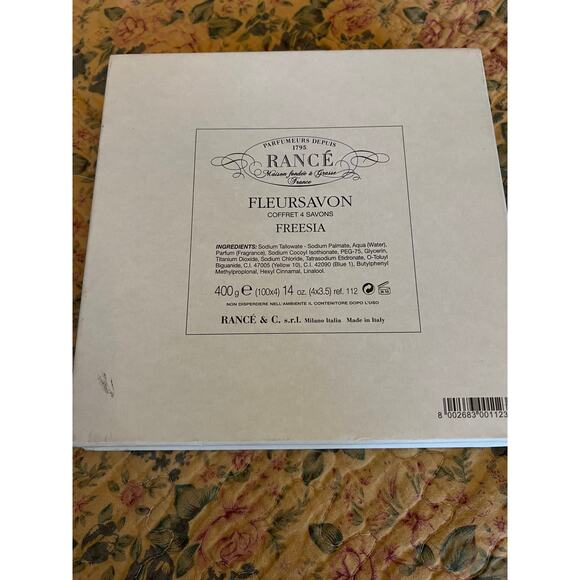 PARFUMEURS DEPUIS
1795
RANCÉ
Maison fondée à Grasse
France
FLEURSAVON
COFFRET 4 SAVONS
FREESIA
INGREDIENTS: Sodium Tallowate - Sodium Palmate, Aqua (Water),
Parfum (Fragrance), Sodium Cocoyl Isothionate, PEG-75, Glycerin,
Titanium Dioxide, Sodium Chloride, Tatrasodium Etidronate, O-Toluyl
Biguanide, C.I. 47005 (Yellow 10), C.I. 42090 (Blue 1), Butylphenyl
Methylpropional, Hexyl Cinnamal, Linalool.
400 g ℮ (100x4) 14 oz. (4x3.5) ref. 112
NON DISPERDERE NELL'AMBIENTE IL CONTENITORE DOPO L'USO
RANCÉ & C. s.r.l. Milano Italia Made in Italy
8 002683 001123